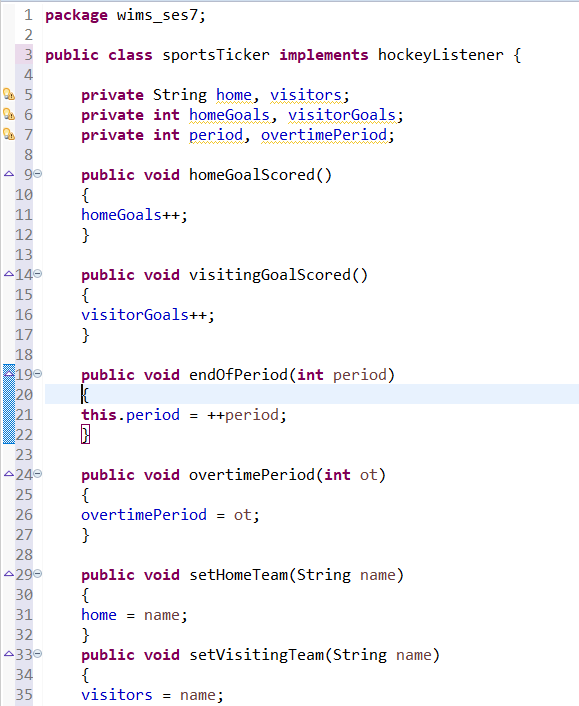 1 package wims_ses7;
2
3 public class sportsTicker implements hockeyListener {
4
5 private String home, visitors;
6 private int homeGoals, visitorGoals;
7 private int period, overtimePeriod;
8
9 public void homeGoalScored()
10 {
11 homeGoals++;
12 }
13
14 public void visitingGoalScored()
15 {
16 visitorGoals++;
17 }
18
19 public void endOfPeriod(int period)
20 {
21 this.period = ++period;
22 }
23
24 public void overtimePeriod(int ot)
25 {
26 overtimePeriod = ot;
27 }
28
29 public void setHomeTeam(String name)
30 {
31 home = name;
32 }
33 public void setVisitingTeam(String name)
34 {
35 visitors = name;